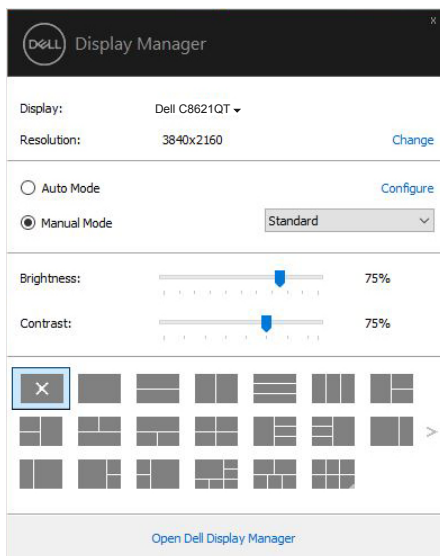 x
DELL Display Manager
Display: Dell C8621QT
Resolution: 3840x2160 Change
Auto Mode Configure
Manual Mode Standard
Brightness: 75%
Contrast: 75%
Open Dell Display Manager